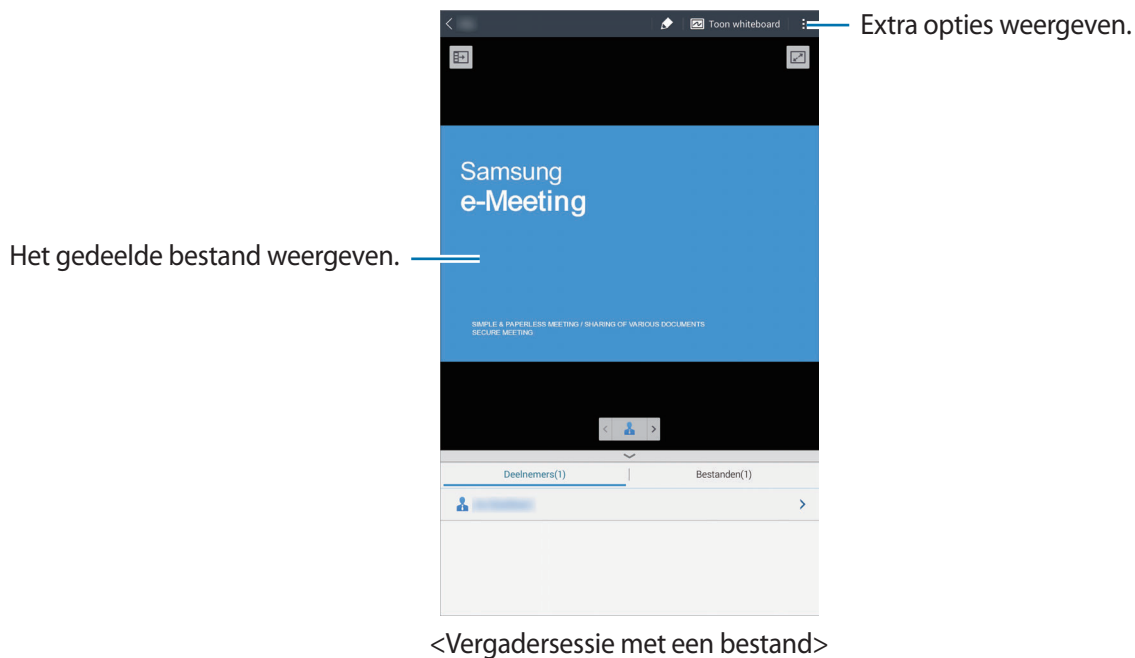 Toon whiteboard
Extra opties weergeven.
Samsung
e-Meeting
Het gedeelde bestand weergeven.
SIMPLE & PAPERLESS MEETING / SHARING OF VARIOUS DOCUMENTS
SECURE MEETING
Deelnemers(1)
Bestanden(1)
<Vergadersessie met een bestand>